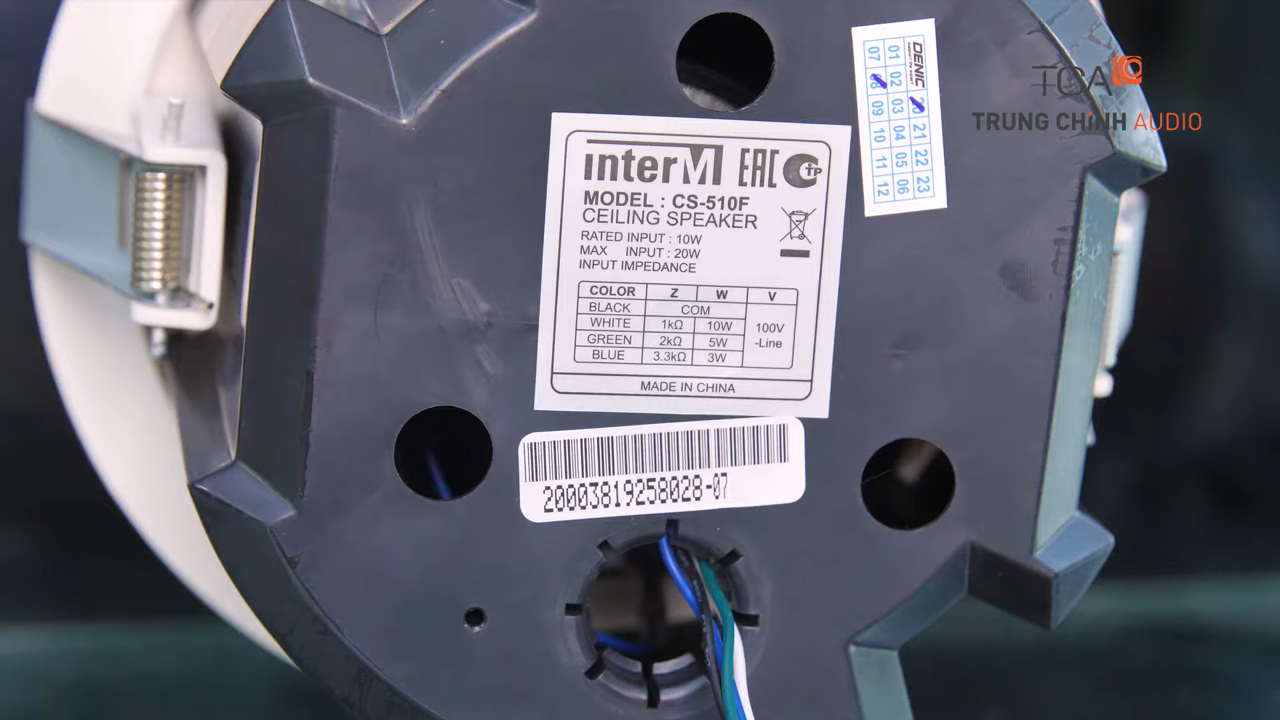 interM EAC TP
MODEL : CS-510F
CEILING SPEAKER
RATED INPUT : 10W
MAX INPUT : 20W
INPUT IMPEDANCE
COLOR Z W V
BLACK COM
WHITE 1kΩ 10W
GREEN 2kΩ 5W
BLUE 3.3kΩ 3W
100V
-Line
MADE IN CHINA
20003819258028-07
DENIC
21 22 23
01 02 03 04 05 06
07 09 10 11 12
TCA
TRUNG CHÍNH AUDIO